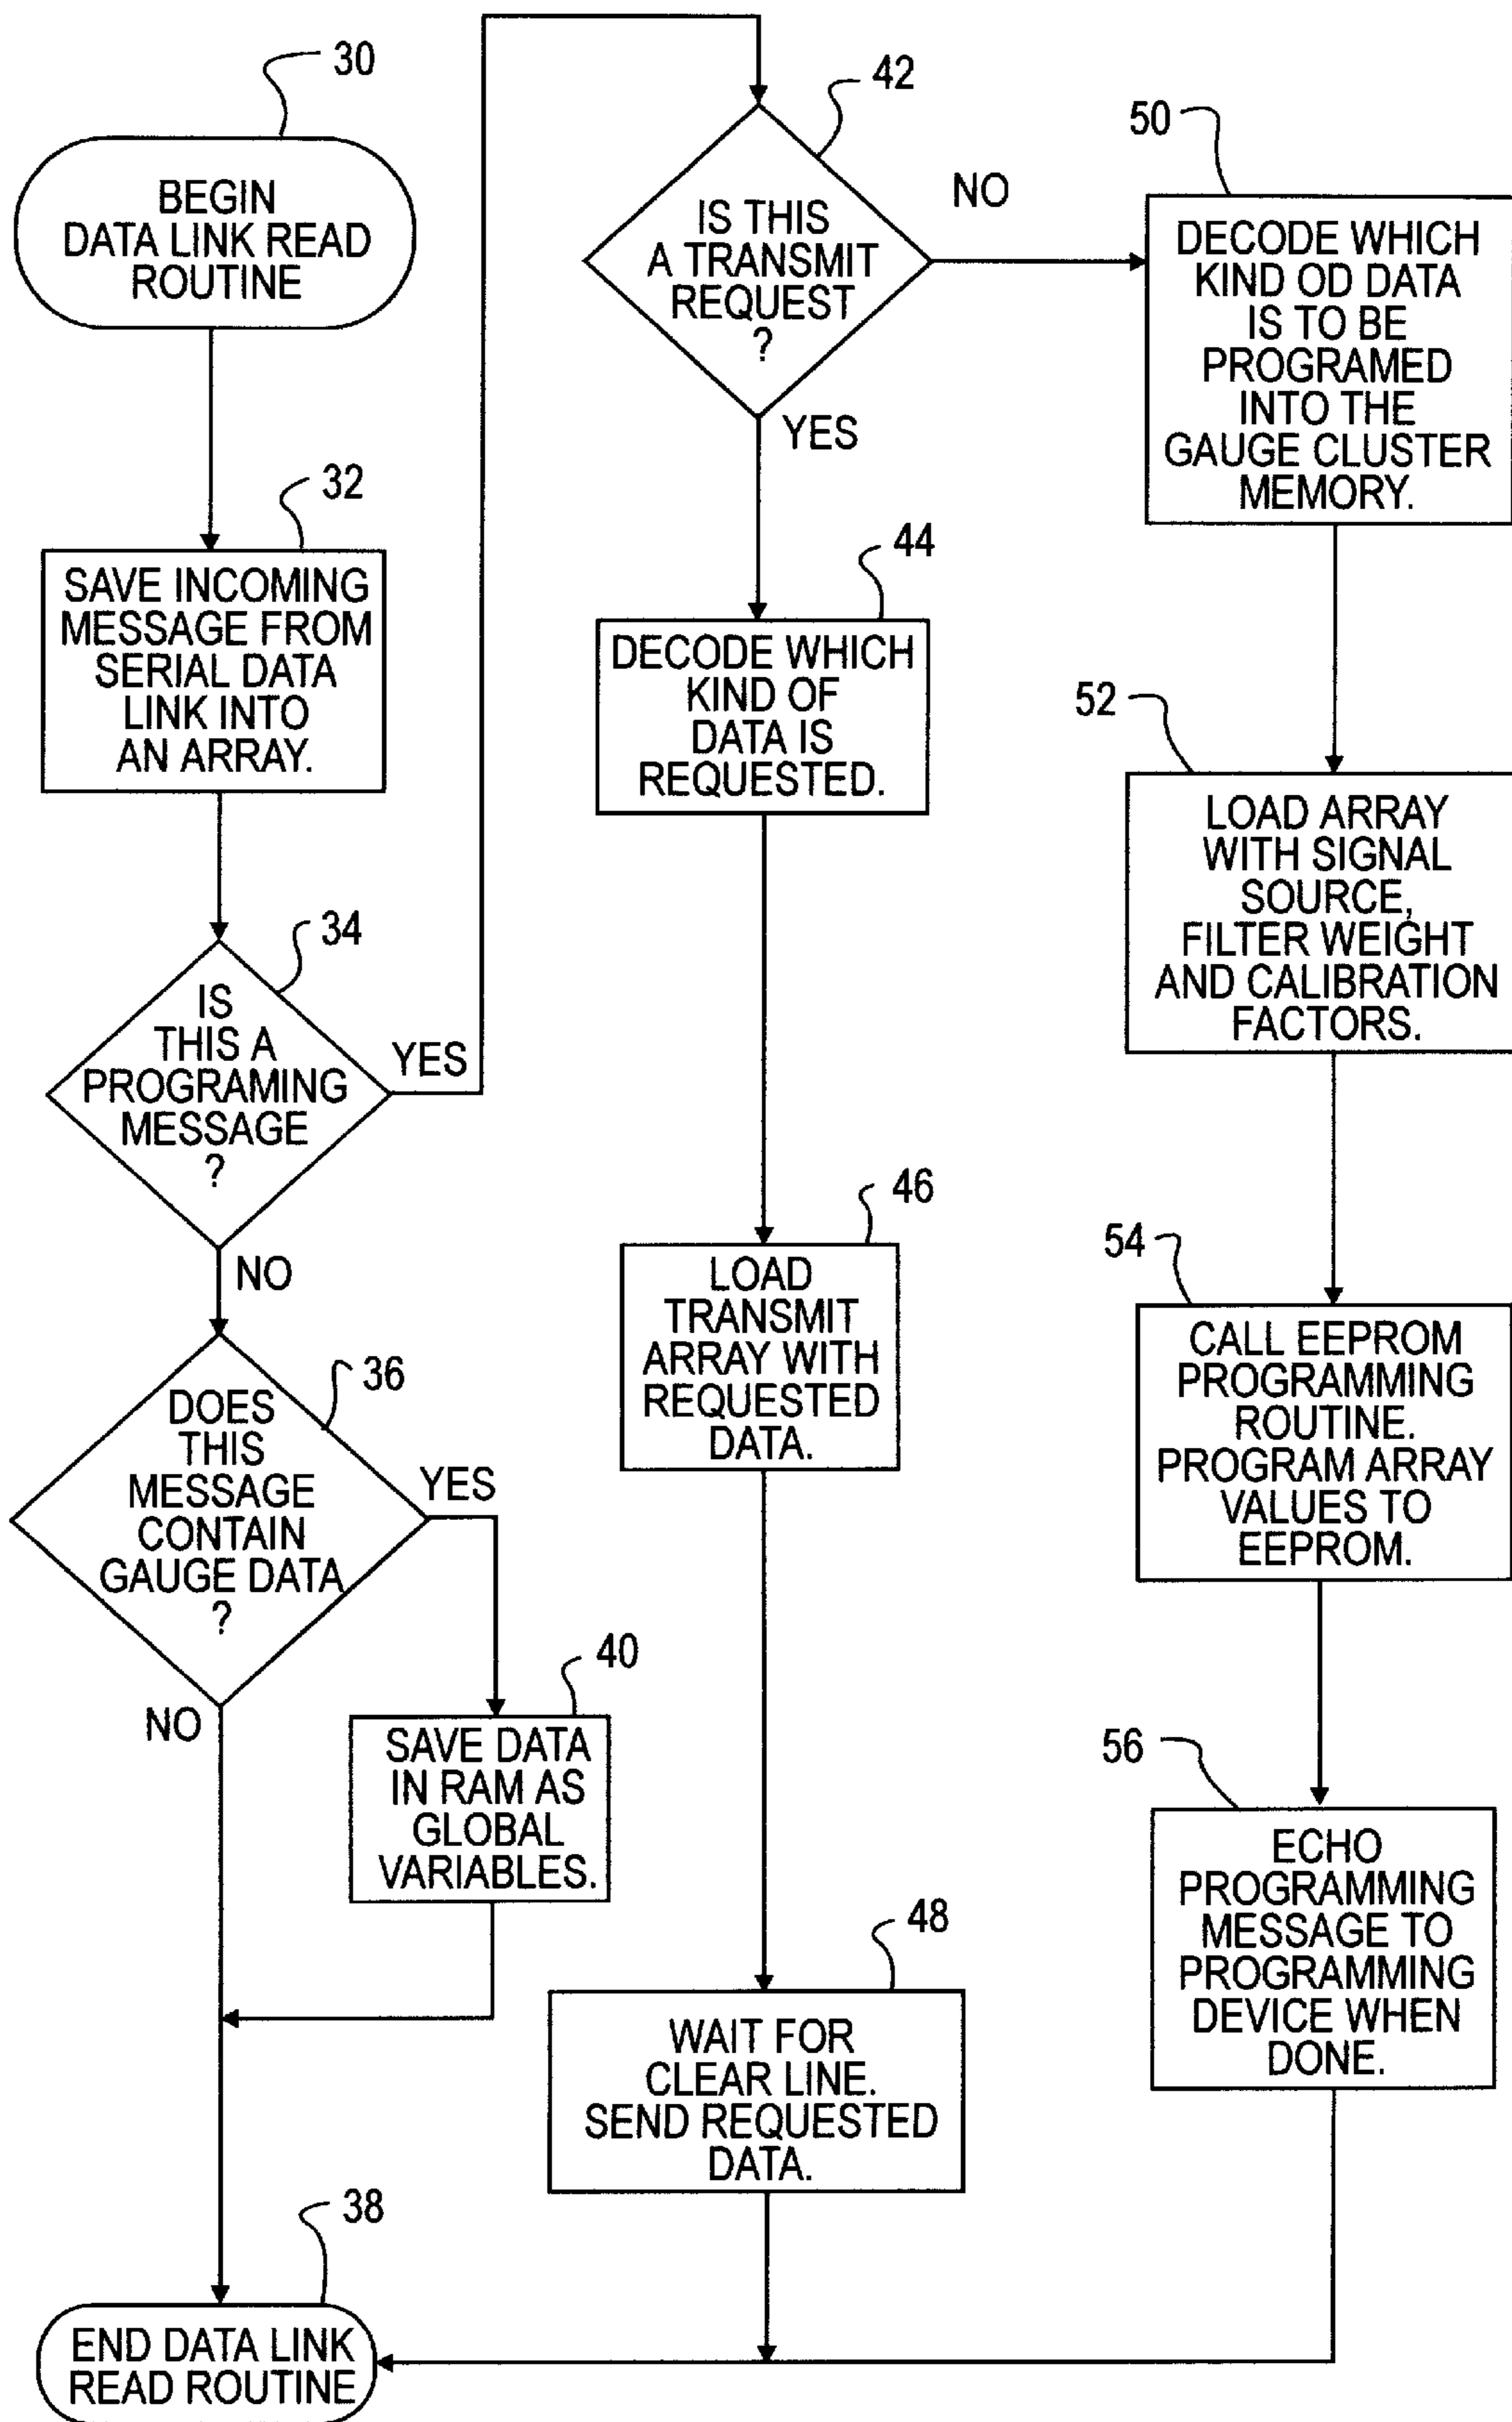 30
BEGIN
DATA LINK READ
ROUTINE
32
SAVE INCOMING
MESSAGE FROM
SERIAL DATA
LINK INTO
AN ARRAY.
34
IS
THIS A
PROGRAMING
MESSAGE
?
YES
NO
36
DOES
THIS
MESSAGE
CONTAIN
GAUGE DATA
?
YES
NO
40
SAVE DATA
IN RAM AS
GLOBAL
VARIABLES.
38
END DATA LINK
READ ROUTINE
42
IS THIS
A TRANSMIT
REQUEST
?
NO
YES
44
DECODE WHICH
KIND OF
DATA IS
REQUESTED.
46
LOAD
TRANSMIT
ARRAY WITH
REQUESTED
DATA.
48
WAIT FOR
CLEAR LINE.
SEND REQUESTED
DATA.
50
DECODE WHICH
KIND OD DATA
IS TO BE
PROGRAMED
INTO THE
GAUGE CLUSTER
MEMORY.
52
LOAD ARRAY
WITH SIGNAL
SOURCE,
FILTER WEIGHT
AND CALIBRATION
FACTORS.
54
CALL EEPROM
PROGRAMMING
ROUTINE.
PROGRAM ARRAY
VALUES TO
EEPROM.
56
ECHO
PROGRAMMING
MESSAGE TO
PROGRAMMING
DEVICE WHEN
DONE.